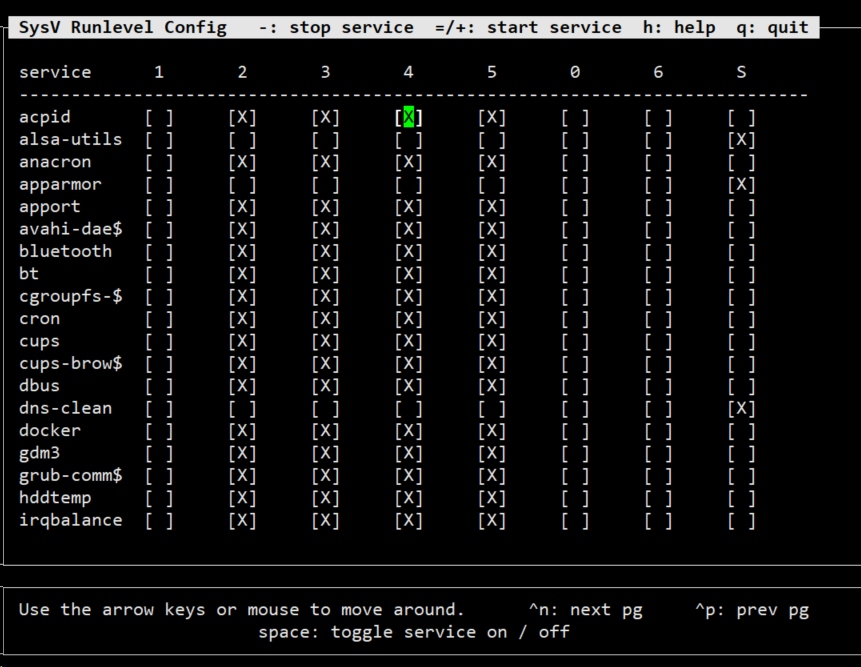 SysV Runlevel Config   -: stop service  =/+: start service  h: help  q: quit
service      1       2       3       4       5       0       6       S
----------------------------------------------------------------------------
acpid       [ ]     [X]     [X]     [X]     [X]     [ ]     [ ]     [ ]
alsa-utils  [ ]     [ ]     [ ]     [ ]     [ ]     [ ]     [ ]     [X]
anacron     [ ]     [X]     [X]     [X]     [X]     [ ]     [ ]     [ ]
apparmor    [ ]     [ ]     [ ]     [ ]     [ ]     [ ]     [ ]     [X]
apport      [ ]     [X]     [X]     [X]     [X]     [ ]     [ ]     [ ]
avahi-dae$  [ ]     [X]     [X]     [X]     [X]     [ ]     [ ]     [ ]
bluetooth   [ ]     [X]     [X]     [X]     [X]     [ ]     [ ]     [ ]
bt          [ ]     [X]     [X]     [X]     [X]     [ ]     [ ]     [ ]
cgroupfs-$  [ ]     [X]     [X]     [X]     [X]     [ ]     [ ]     [ ]
cron        [ ]     [X]     [X]     [X]     [X]     [ ]     [ ]     [ ]
cups        [ ]     [X]     [X]     [X]     [X]     [ ]     [ ]     [ ]
cups-brow$  [ ]     [X]     [X]     [X]     [X]     [ ]     [ ]     [ ]
dbus        [ ]     [X]     [X]     [X]     [X]     [ ]     [ ]     [ ]
dns-clean   [ ]     [ ]     [ ]     [ ]     [ ]     [ ]     [ ]     [X]
docker      [ ]     [X]     [X]     [X]     [X]     [ ]     [ ]     [ ]
gdm3        [ ]     [X]     [X]     [X]     [X]     [ ]     [ ]     [ ]
grub-comm$  [ ]     [X]     [X]     [X]     [X]     [ ]     [ ]     [ ]
hddtemp     [ ]     [X]     [X]     [X]     [X]     [ ]     [ ]     [ ]
irqbalance  [ ]     [X]     [X]     [X]     [X]     [ ]     [ ]     [ ]
Use the arrow keys or mouse to move around.      ^n: next pg     ^p: prev pg
space: toggle service on / off